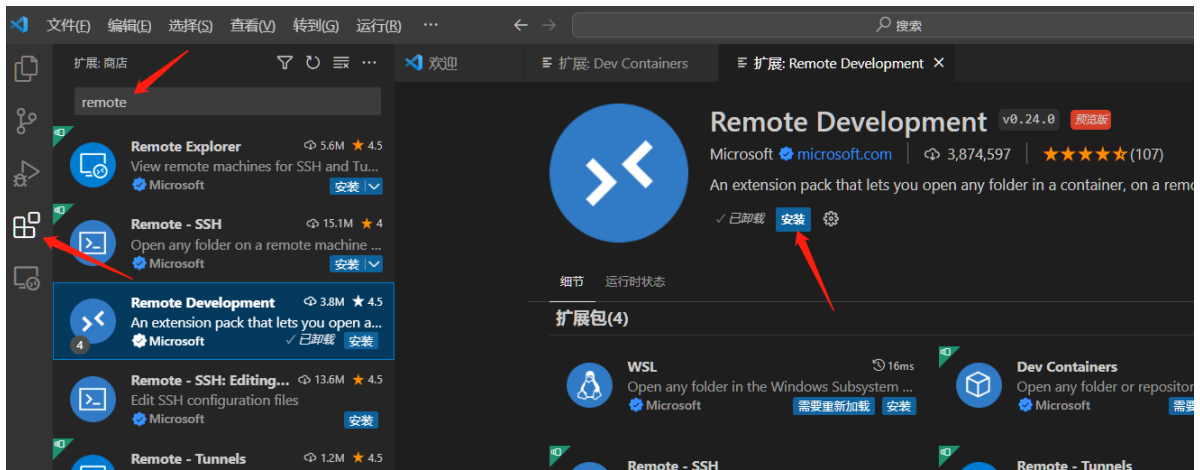 文件(F) 编辑(E) 选择(S) 查看(V) 转到(G) 运行(R) ··· 搜索
扩展: 商店
remote
Remote Explorer 5.6M 4.5
View remote machines for SSH and Tu...
Microsoft 安装
Remote - SSH 15.1M 4
Open any folder on a remote machine ...
Microsoft 安装
Remote Development 3.8M 4.5
An extension pack that lets you open a...
Microsoft 已卸载 安装
4
Remote - SSH: Editing... 13.6M 4.5
Edit SSH configuration files
Microsoft 安装
Remote - Tunnels 1.2M 4.5
欢迎 扩展: Dev Containers 扩展: Remote Development
Remote Development v0.24.0 预览版
Microsoft microsoft.com 3,874,597 (107)
An extension pack that lets you open any folder in a container, on a remo
已卸载 安装
细节 运行时状态
扩展包(4)
WSL 16ms
Open any folder in the Windows Subsystem ...
Microsoft 需要重新加载 安装
Dev Containers
Open any folder or repositor
Microsoft 需要
Remote - SSH
Remote - Tunnels